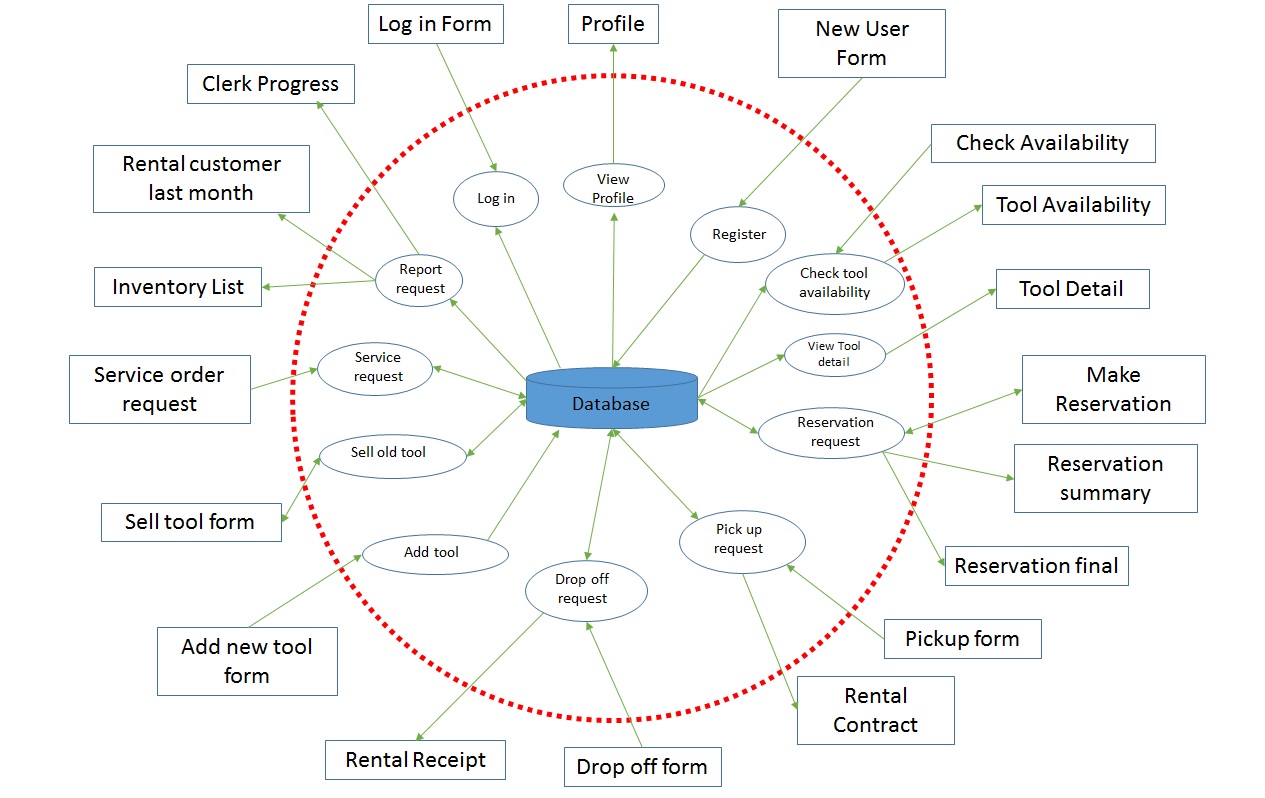 Log in Form
Profile
New User
Form
Clerk Progress
Check Availability
Rental customer
last month
View
Profile
Log in
Tool Availability
Register
Report
request
Check tool
availability
Inventory List
Tool Detail
View Tool
detail
Service
request
Service order
request
Make
Reservation
Database
Reservation
request
Sell old tool
Reservation
summary
Sell tool form
Pick up
request
Add tool
Reservation final
Drop off
request
Add new tool
form
Pickup form
Rental
Contract
Rental Receipt
Drop off form